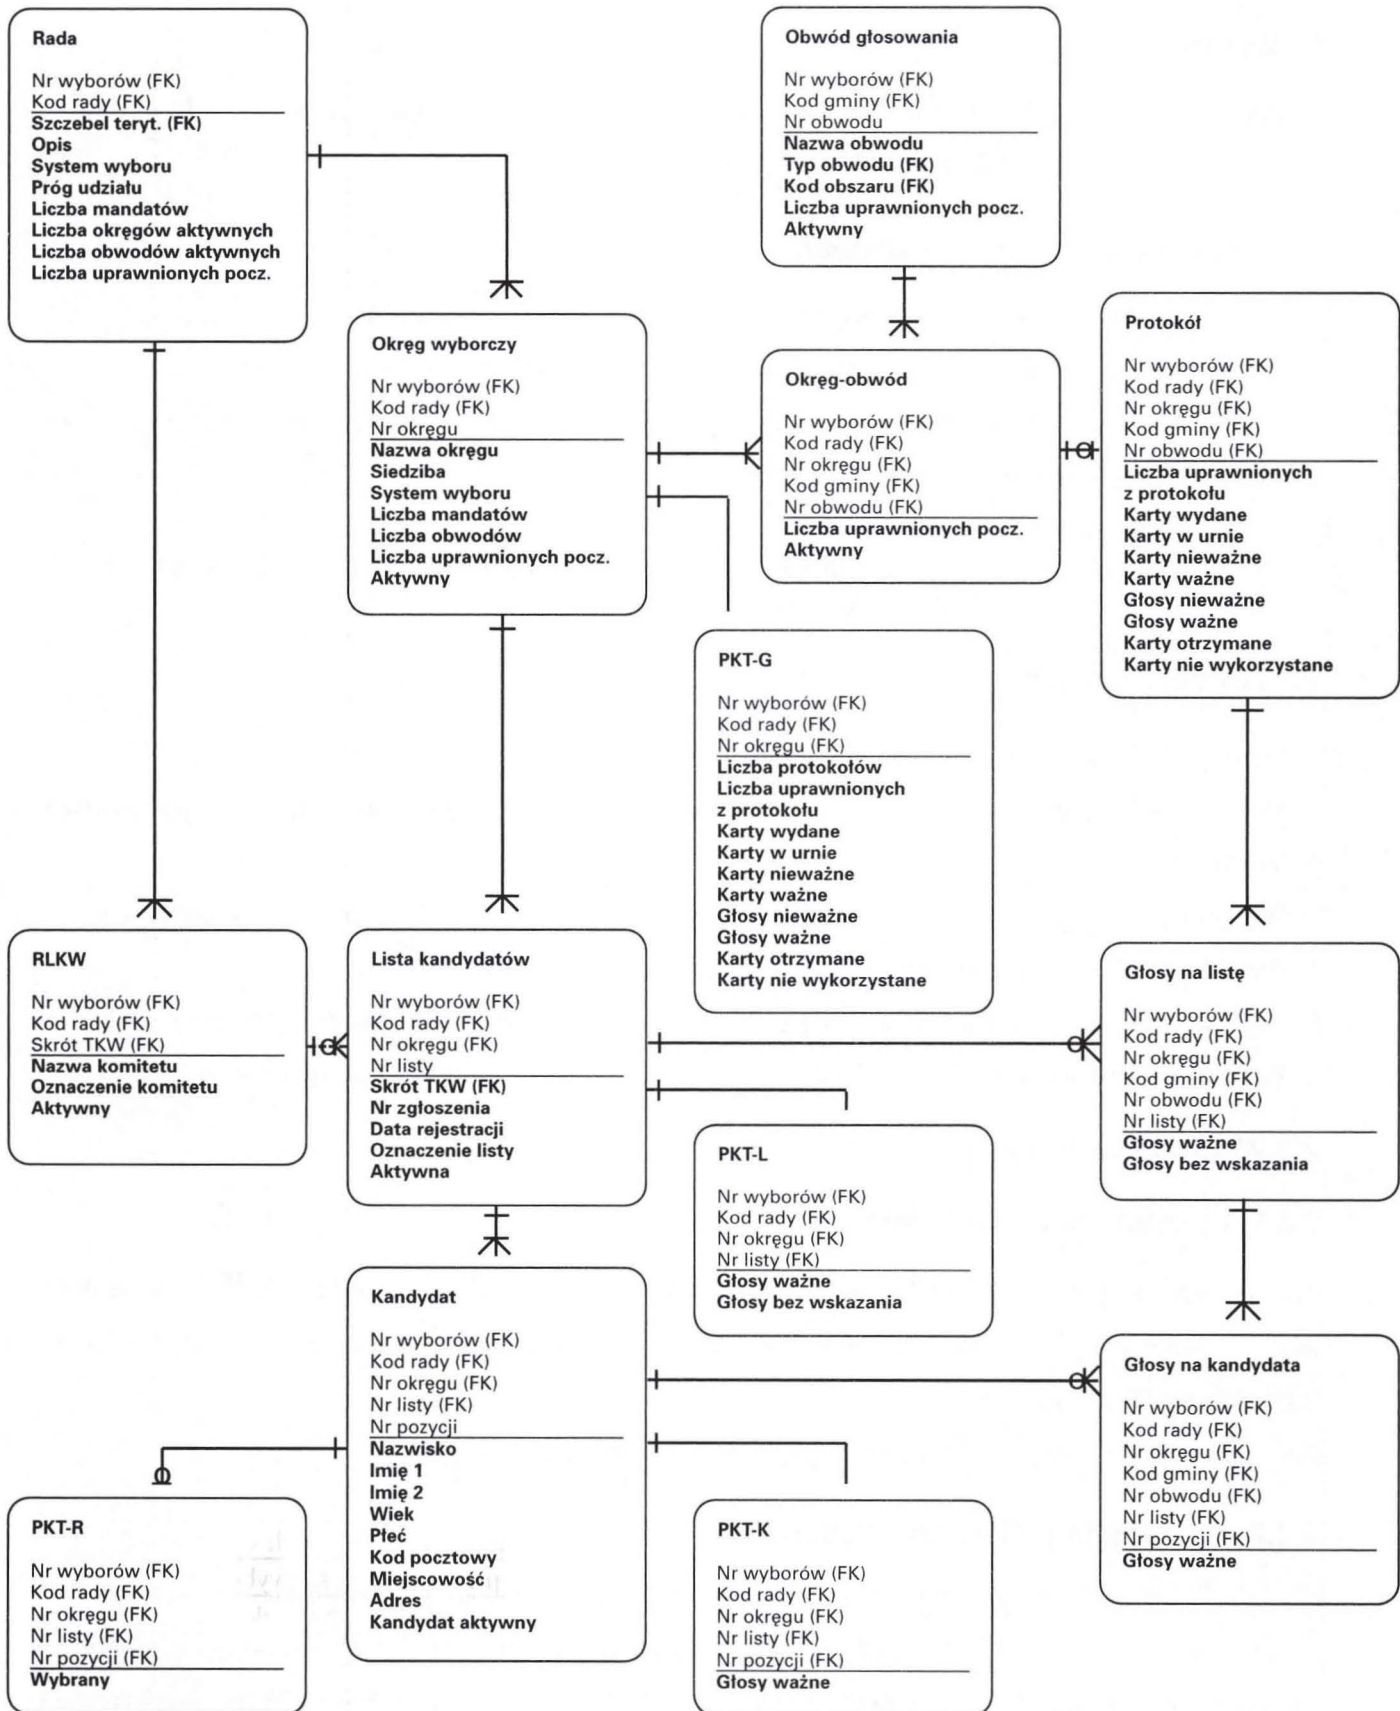 Rada
Nr wyborów (FK)
Kod rady (FK)
Szczebel teryt. (FK)
Opis
System wyboru
Próg udziału
Liczba mandatów
Liczba okręgów aktywnych
Liczba obwodów aktywnych
Liczba uprawnionych pocz.
Obwód głosowania
Nr wyborów (FK)
Kod gminy (FK)
Nr obwodu
Nazwa obwodu
Typ obwodu (FK)
Kod obszaru (FK)
Liczba uprawnionych pocz.
Aktywny
Okręg wyborczy
Nr wyborów (FK)
Kod rady (FK)
Nr okręgu
Nazwa okręgu
Siedziba
System wyboru
Liczba mandatów
Liczba obwodów
Liczba uprawnionych pocz.
Aktywny
Okręg-obwód
Nr wyborów (FK)
Kod rady (FK)
Nr okręgu (FK)
Kod gminy (FK)
Nr obwodu (FK)
Liczba uprawnionych pocz.
Aktywny
Protokół
Nr wyborów (FK)
Kod rady (FK)
Nr okręgu (FK)
Kod gminy (FK)
Nr obwodu (FK)
Liczba uprawnionych
z protokołu
Karty wydane
Karty w urnie
Karty nieważne
Karty ważne
Głosy nieważne
Głosy ważne
Karty otrzymane
Karty nie wykorzystane
PKT-G
Nr wyborów (FK)
Kod rady (FK)
Nr okręgu (FK)
Liczba protokołów
Liczba uprawnionych
z protokołu
Karty wydane
Karty w urnie
Karty nieważne
Karty ważne
Głosy nieważne
Głosy ważne
Karty otrzymane
Karty nie wykorzystane
RLKW
Nr wyborów (FK)
Kod rady (FK)
Skrót TKW (FK)
Nazwa komitetu
Oznaczenie komitetu
Aktywny
Lista kandydatów
Nr wyborów (FK)
Kod rady (FK)
Nr okręgu (FK)
Nr listy
Skrót TKW (FK)
Nr zgłoszenia
Data rejestracji
Oznaczenie listy
Aktywna
Głosy na listę
Nr wyborów (FK)
Kod rady (FK)
Nr okręgu (FK)
Kod gminy (FK)
Nr obwodu (FK)
Nr listy (FK)
Głosy ważne
Głosy bez wskazania
PKT-L
Nr wyborów (FK)
Kod rady (FK)
Nr okręgu (FK)
Nr listy (FK)
Głosy ważne
Głosy bez wskazania
Kandydat
Nr wyborów (FK)
Kod rady (FK)
Nr okręgu (FK)
Nr listy (FK)
Nr pozycji
Nazwisko
Imię 1
Imię 2
Wiek
Płeć
Kod pocztowy
Miejscowość
Adres
Kandydat aktywny
Głosy na kandydata
Nr wyborów (FK)
Kod rady (FK)
Nr okręgu (FK)
Kod gminy (FK)
Nr obwodu (FK)
Nr listy (FK)
Nr pozycji (FK)
Głosy ważne
PKT-R
Nr wyborów (FK)
Kod rady (FK)
Nr okręgu (FK)
Nr listy (FK)
Nr pozycji (FK)
Wybrany
PKT-K
Nr wyborów (FK)
Kod rady (FK)
Nr okręgu (FK)
Nr listy (FK)
Nr pozycji (FK)
Głosy ważne